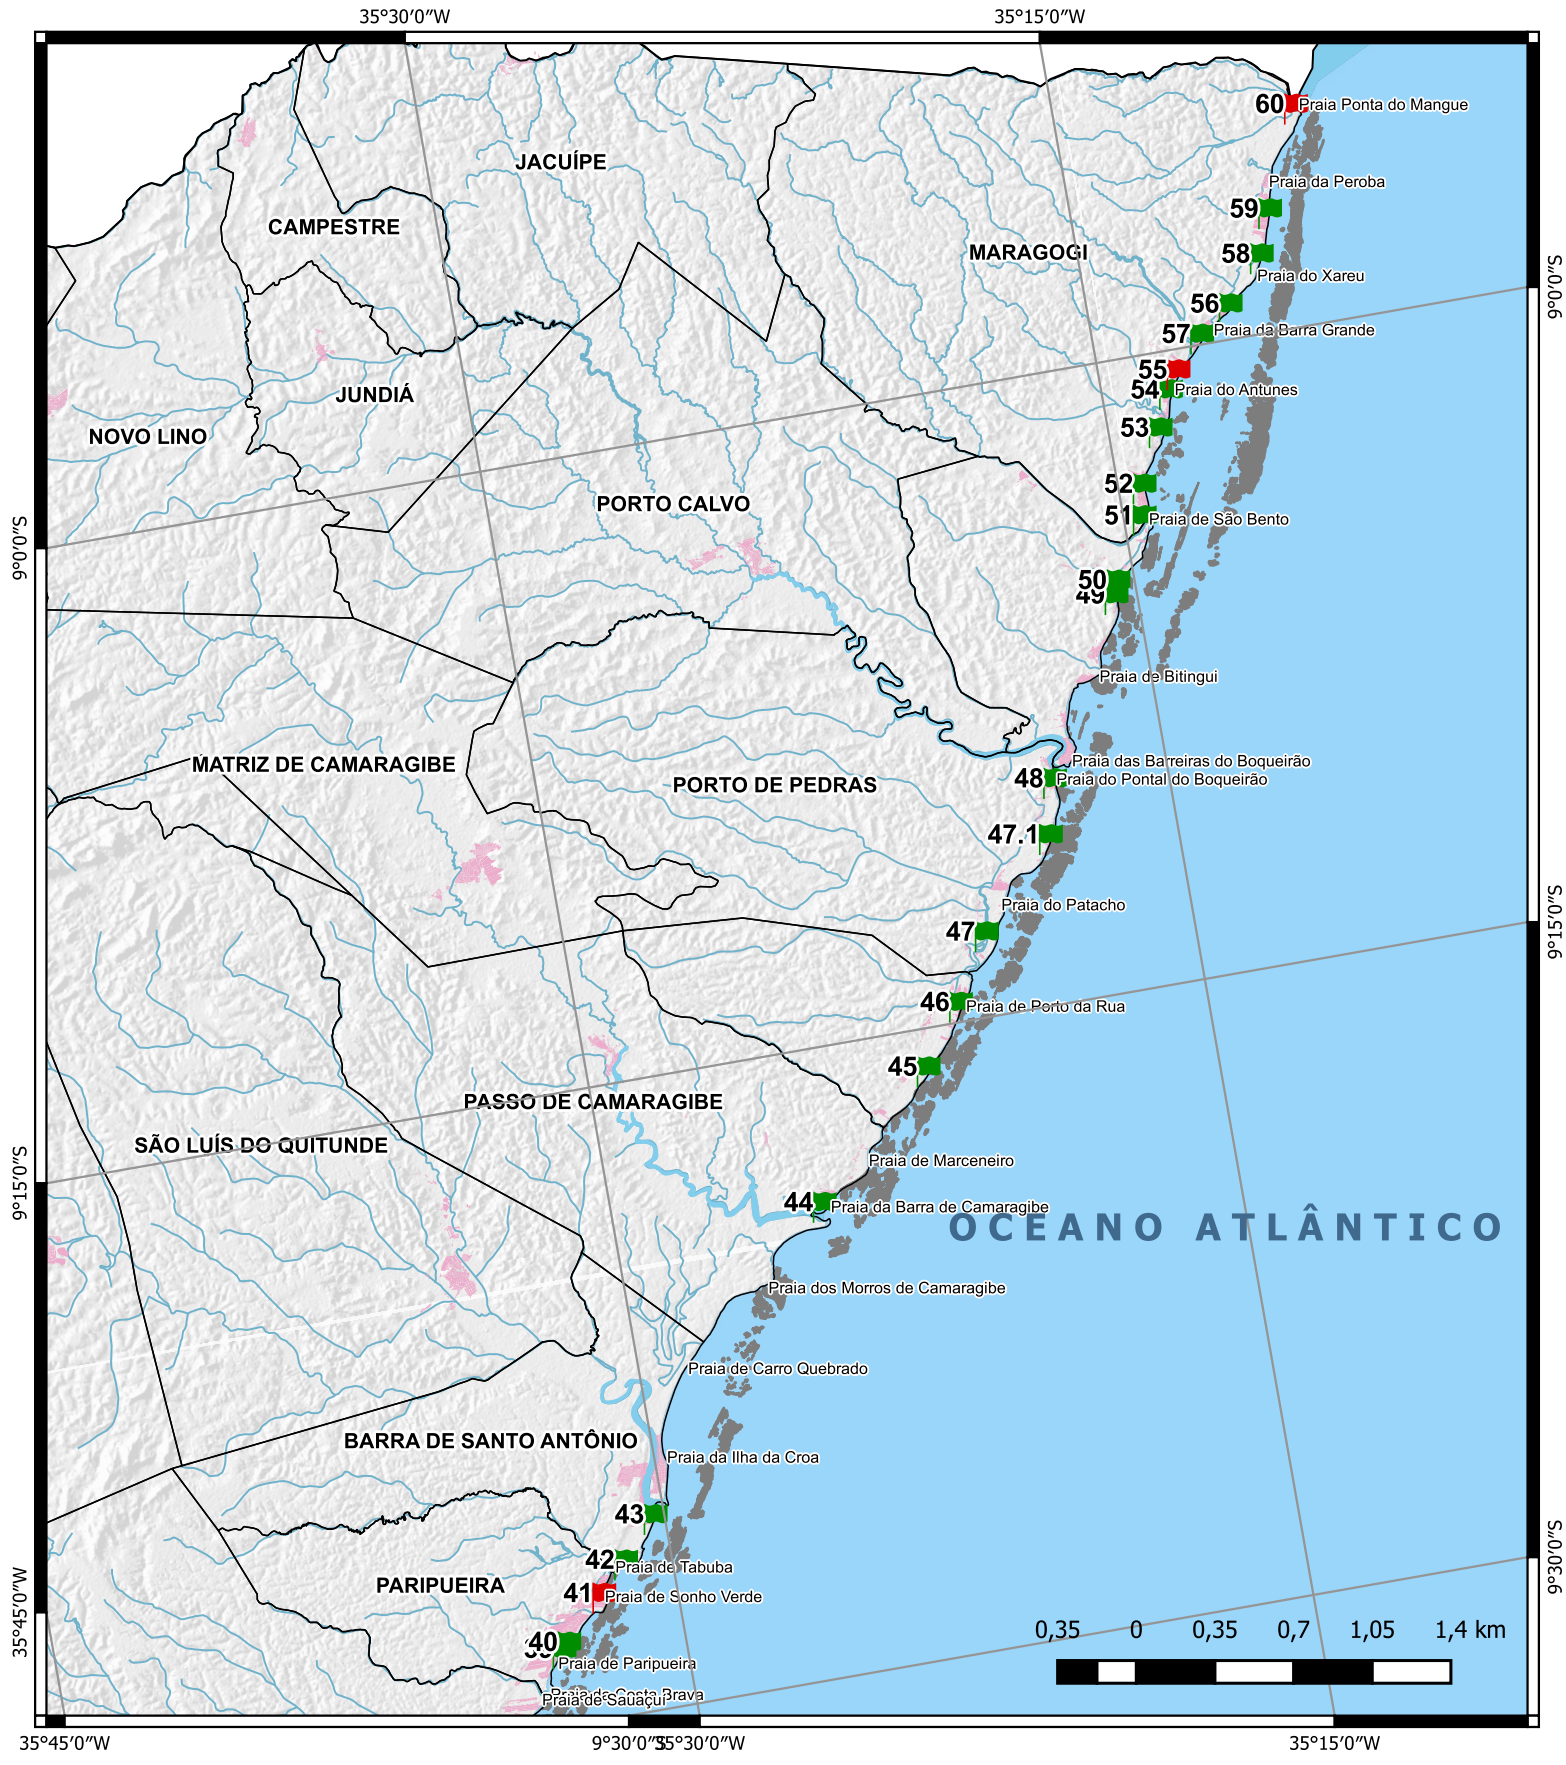 35°30′0″W
35°15′0″W
60
Praia Ponta do Mangue
JACUÍPE
Praia da Peroba
59
CAMPESTRE
MARAGOGI
58
Praia do Xareu
9°0′0″S
56
57
Praia da Barra Grande
55
54
Praia do Antunes
JUNDIÁ
53
NOVO LINO
52
PORTO CALVO
51
Praia de São Bento
9°0′0″S
50
49
Praia de Bitingui
MATRIZ DE CAMARAGIBE
Praia das Barreiras do Boqueirão
48
Praia do Pontal do Boqueirão
PORTO DE PEDRAS
47.1
Praia do Patacho
9°15′0″S
47
46
Praia de Porto da Rua
45
PASSO DE CAMARAGIBE
SÃO LUÍS DO QUITUNDE
Praia de Marceneiro
9°15′0″S
44
Praia da Barra de Camaragibe
OCEANO ATLÂNTICO
Praia dos Morros de Camaragibe
Praia de Carro Quebrado
BARRA DE SANTO ANTÔNIO
Praia da Ilha da Croa
43
42
Praia de Tabuba
9°30′0″S
PARIPUEIRA
41
Praia de Sonho Verde
35°45′0″W
0,35 0 0,35 0,7 1,05 1,4 km
40
Praia de Paripueira
Praia da Costa Brava
Praia de Sauaçuí
35°45′0″W
9°30′0″S
35°30′0″W
35°15′0″W